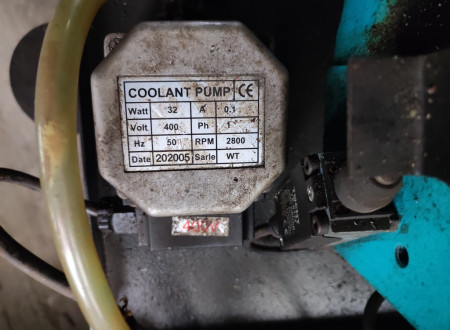 COOLANT PUMP CE
Watt 32 A 0.1
Volt 400 Ph 1
Hz 50 RPM 2800
Date 202005 Sarle WT